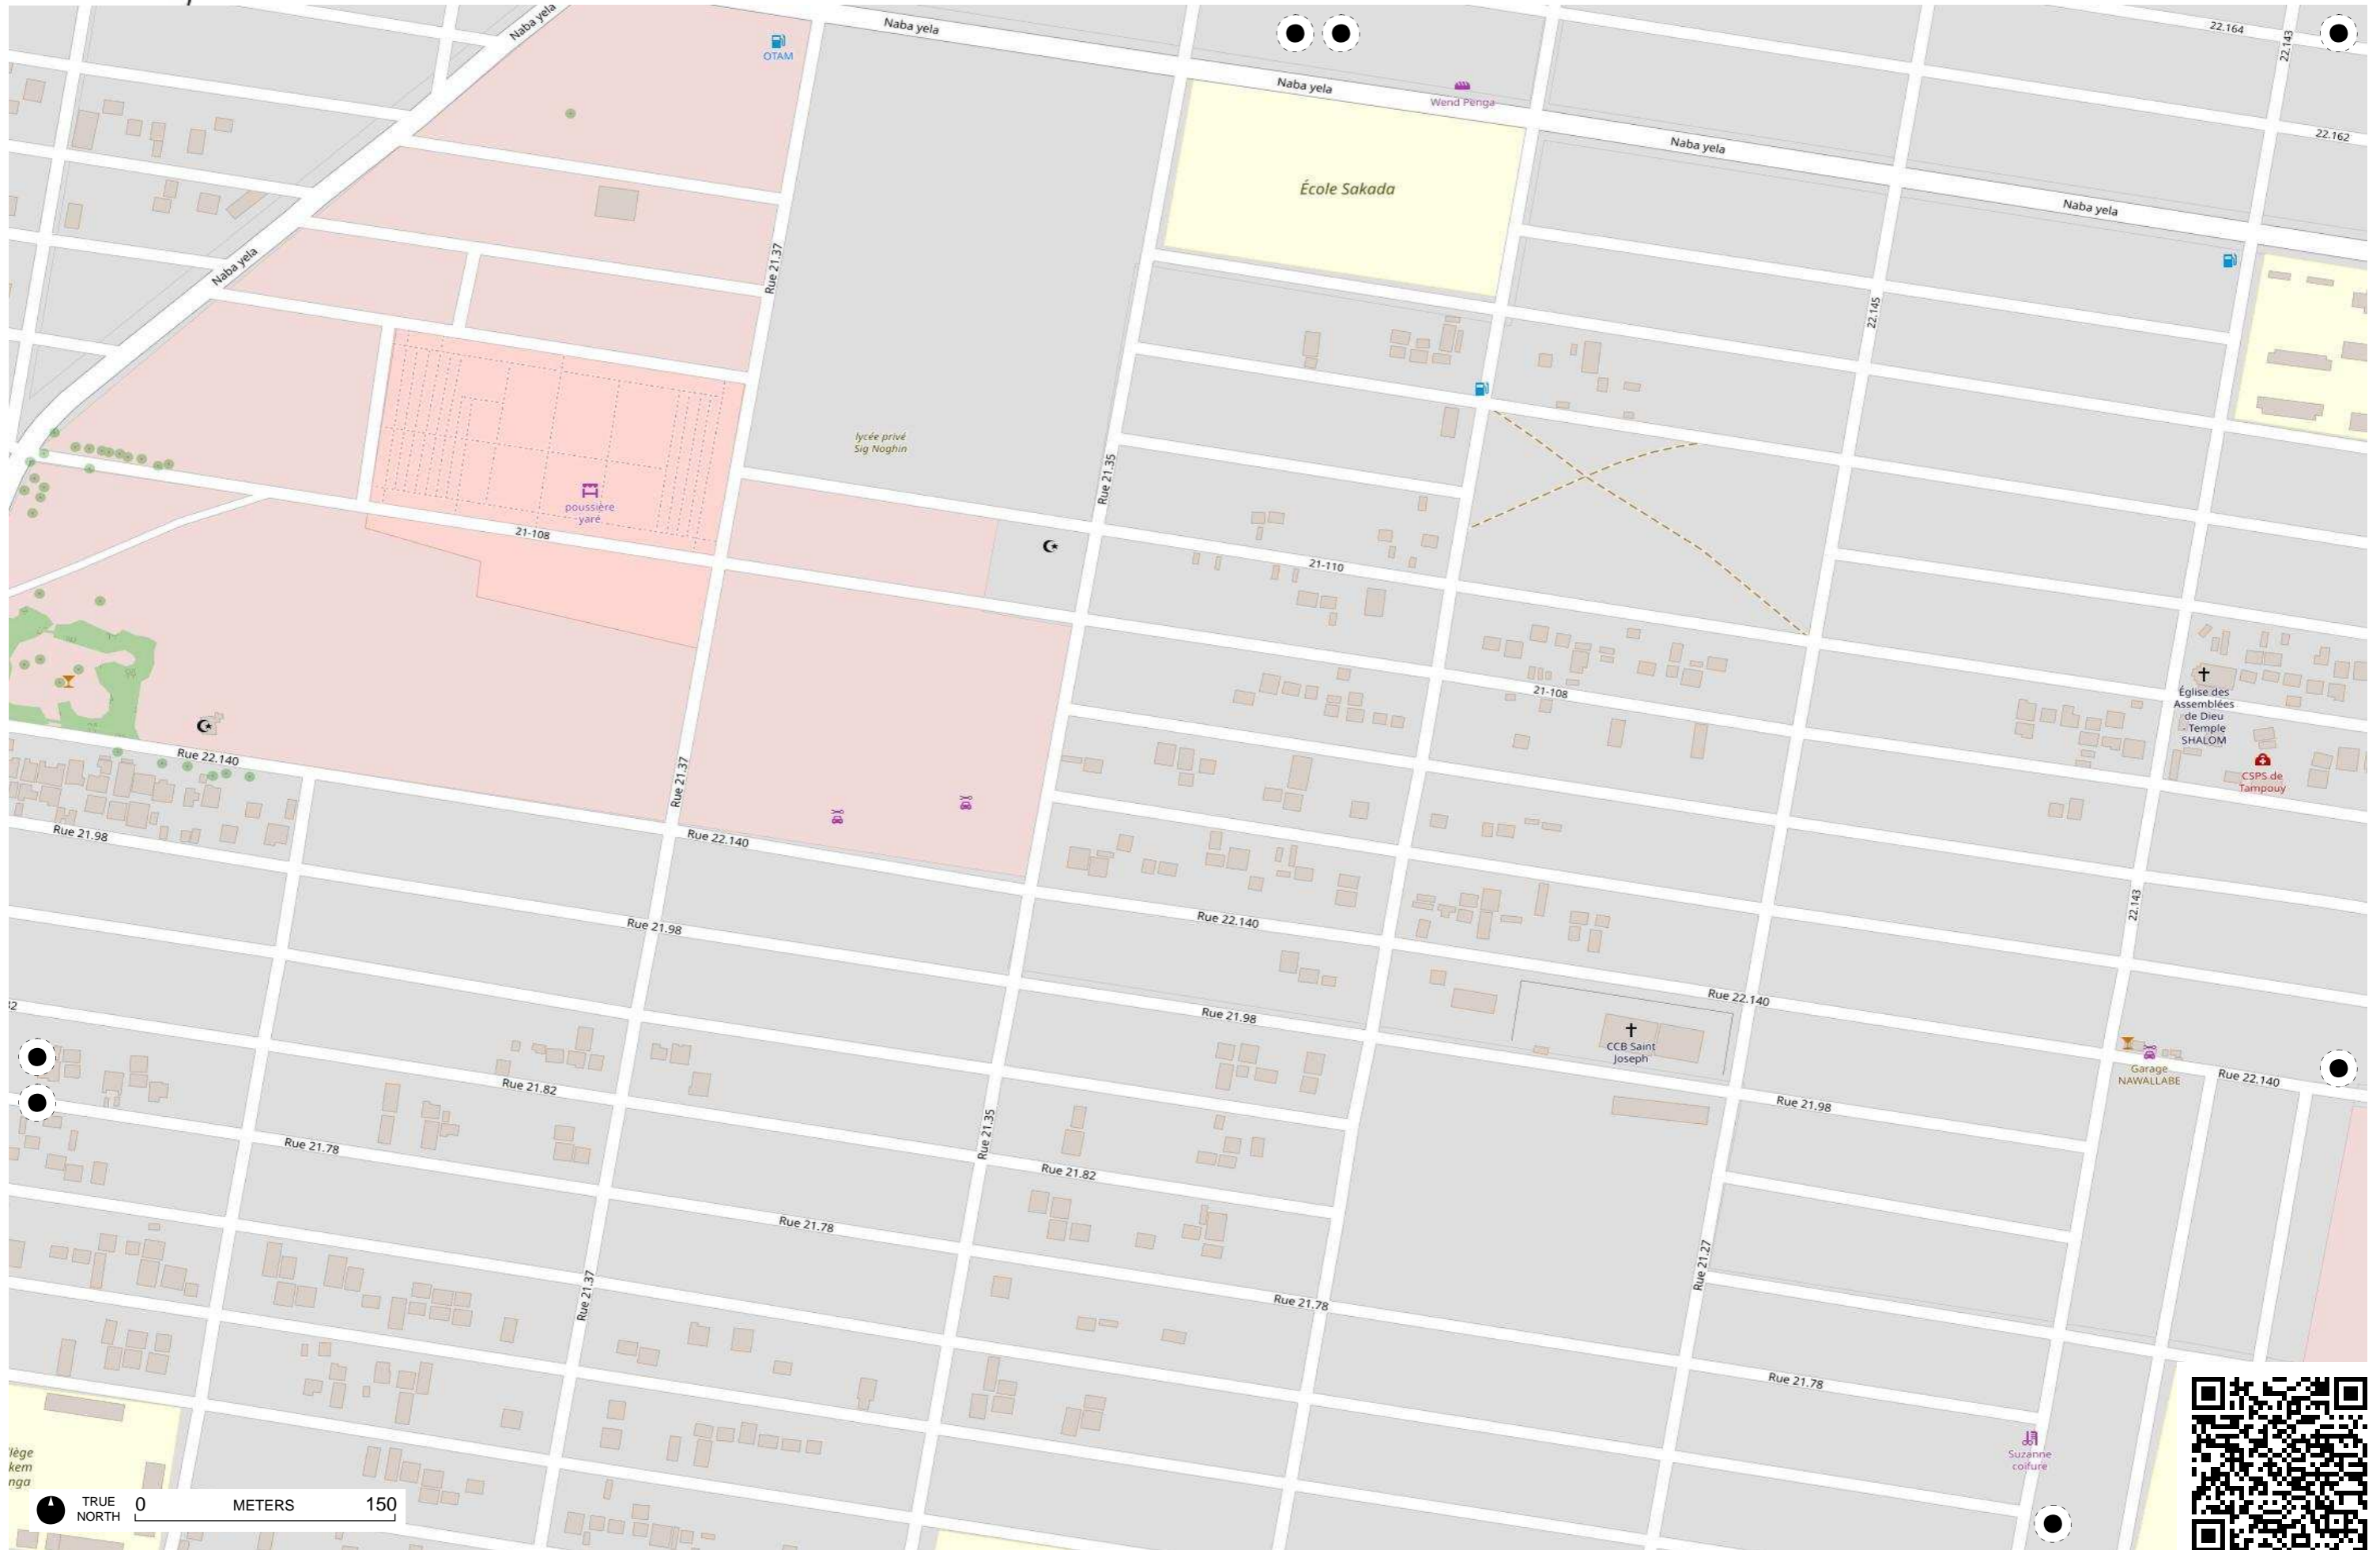 Naba yela
Naba yela
22.164
22.143
OTAM
Naba yela
Wend Penga
22.162
Naba yela
École Sakada
Naba yela
Naba yela
Rue 21.37
22.145
lycée privé
Sig Noghin
Rue 21.35
poussière
yaré
21-108
21-110
21-108
Église des
Assemblées
de Dieu
- Temple
SHALOM
CSPS de
Tampouy
Rue 22.140
Rue 21.37
Rue 21.98
Rue 22.140
22.143
Rue 21.98
Rue 22.140
Rue 22.140
Rue 21.98
CCB Saint
Joseph
Garage
NAWALLABE
Rue 22.140
Rue 21.82
Rue 21.98
Rue 21.35
Rue 21.78
Rue 21.82
Rue 21.78
Rue 21.27
Rue 21.37
Rue 21.78
Rue 21.78
Suzanne
coifure
TRUE
NORTH
0 METERS 150